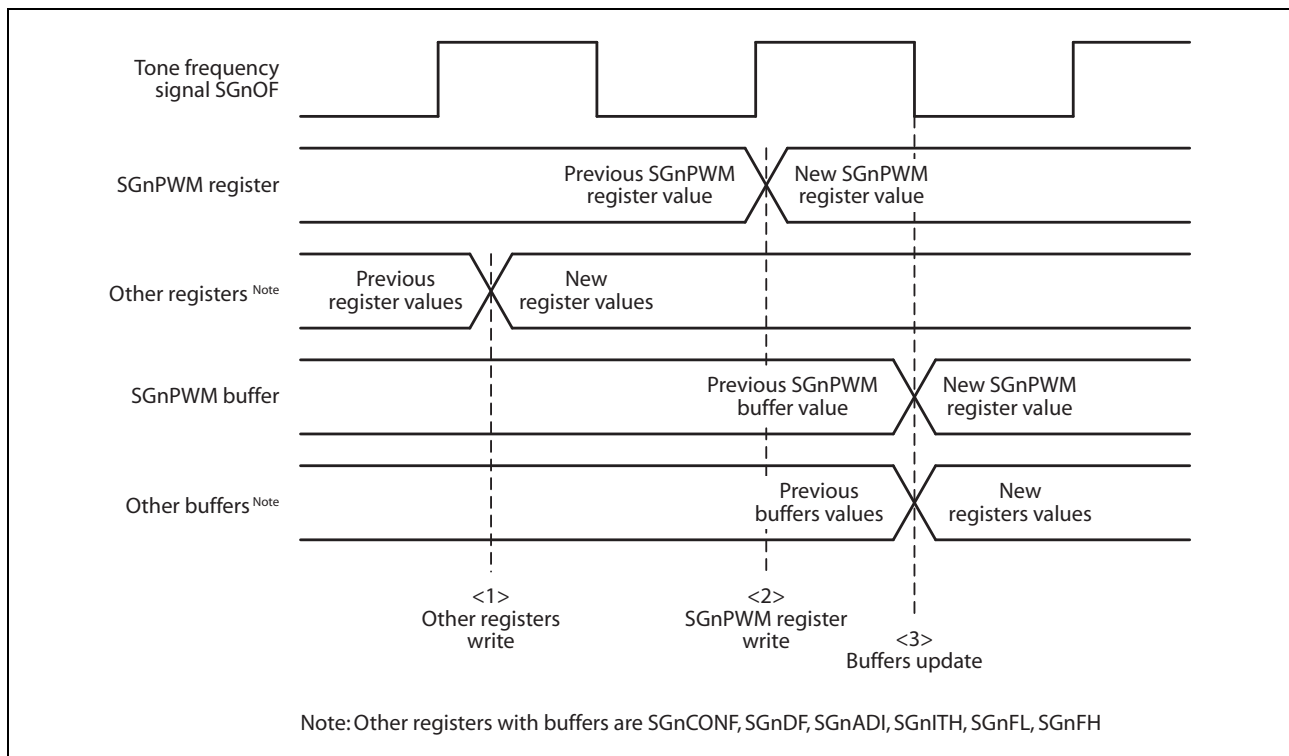 Tone frequency
signal SGnOF
SGnPWM register
Previous SGnPWM
register value
New SGnPWM
register value
Other registers Note
Previous
register values
New
register values
SGnPWM buffer
Previous SGnPWM
buffer value
New SGnPWM
register value
Other buffers Note
Previous
buffers values
New
registers values
<1>
Other registers
write
<2>
SGnPWM register
write
<3>
Buffers update
Note: Other registers with buffers are SGnCONF, SGnDF, SGnADI, SGnITH, SGnFL, SGnFH